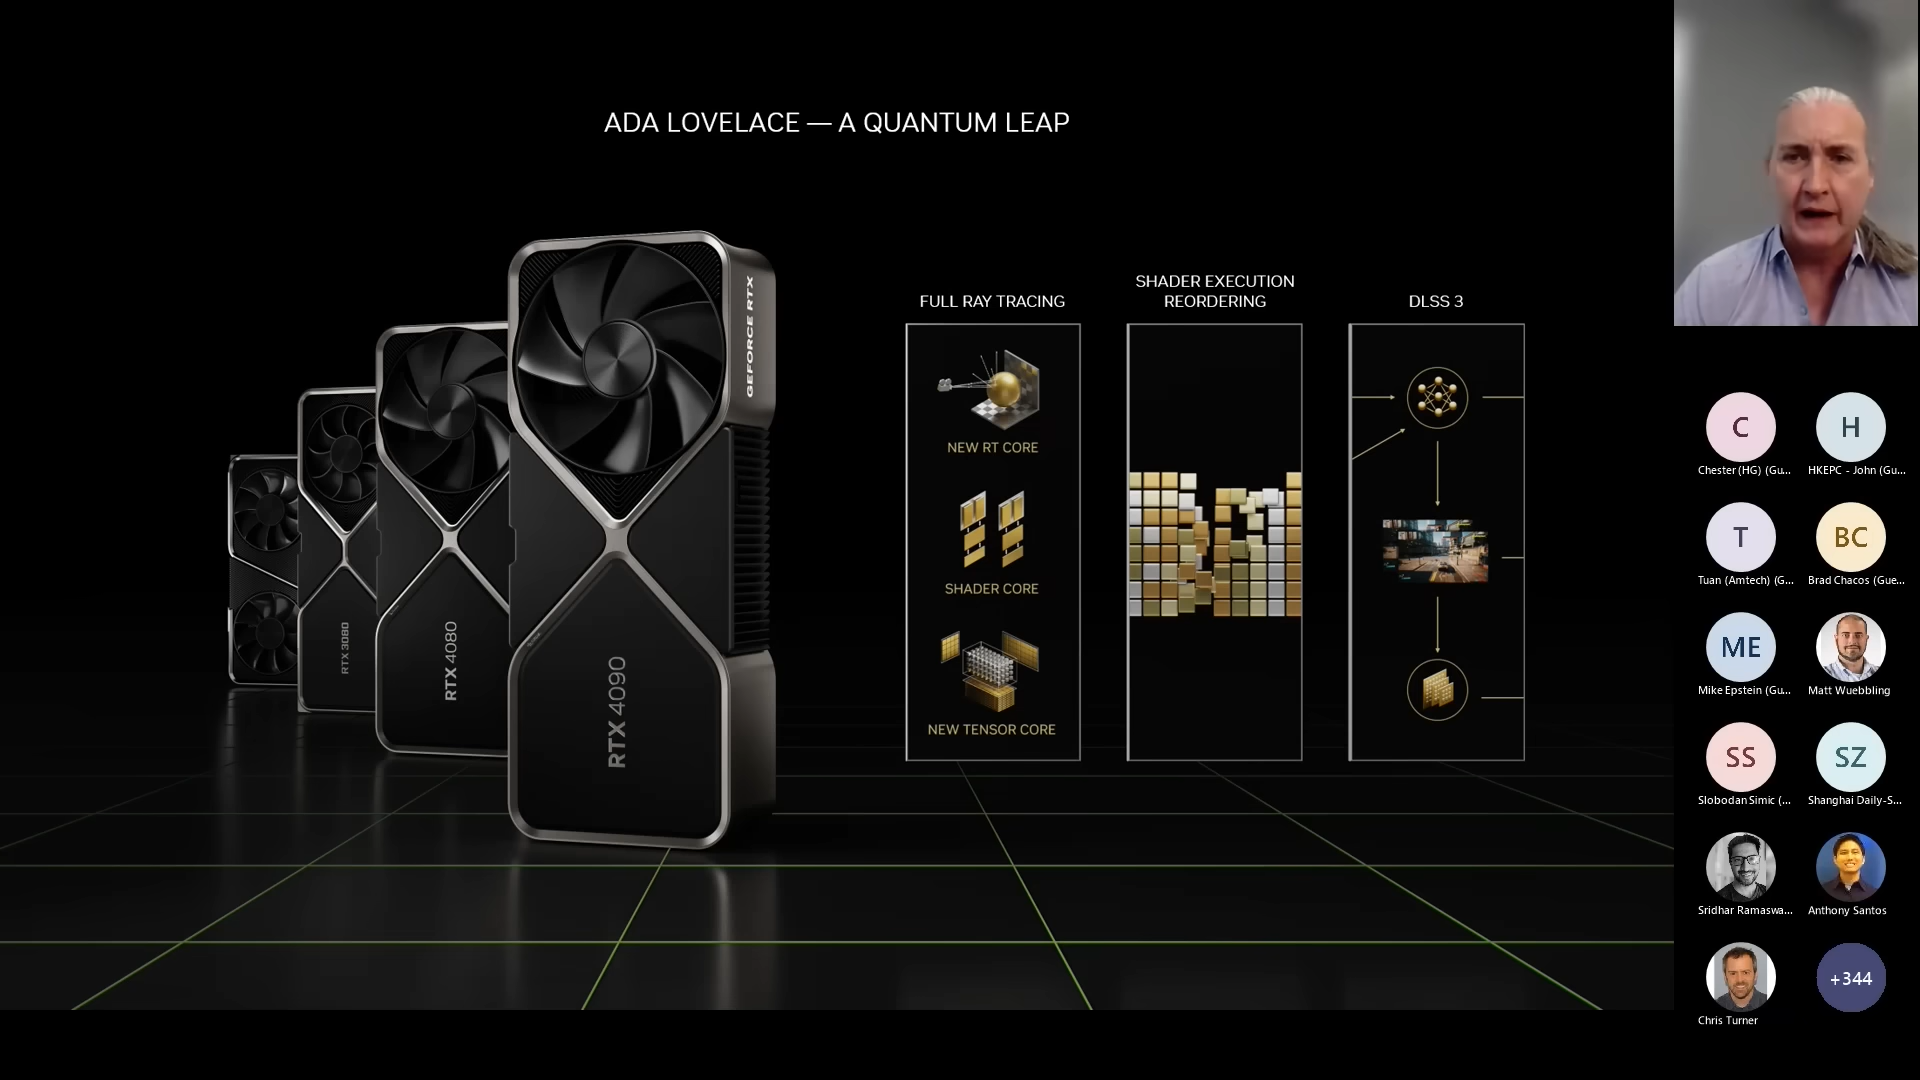 ADA LOVELACE — A QUANTUM LEAP
GEFORCE RTX
RTX 3080
RTX 4080
RTX 4090
FULL RAY TRACING
NEW RT CORE
SHADER CORE
NEW TENSOR CORE
SHADER EXECUTION
REORDERING
DLSS 3
C
Chester (HG) (Gu...
H
HKEPC - John (Gu...
T
Tuan (Amtech) (G...
BC
Brad Chacos (Gue...
ME
Mike Epstein (Gu...
Matt Wuebbling
SS
Slobodan Simic (...
SZ
Shanghai Daily-S...
Sridhar Ramaswa...
Anthony Santos
Chris Turner
+344